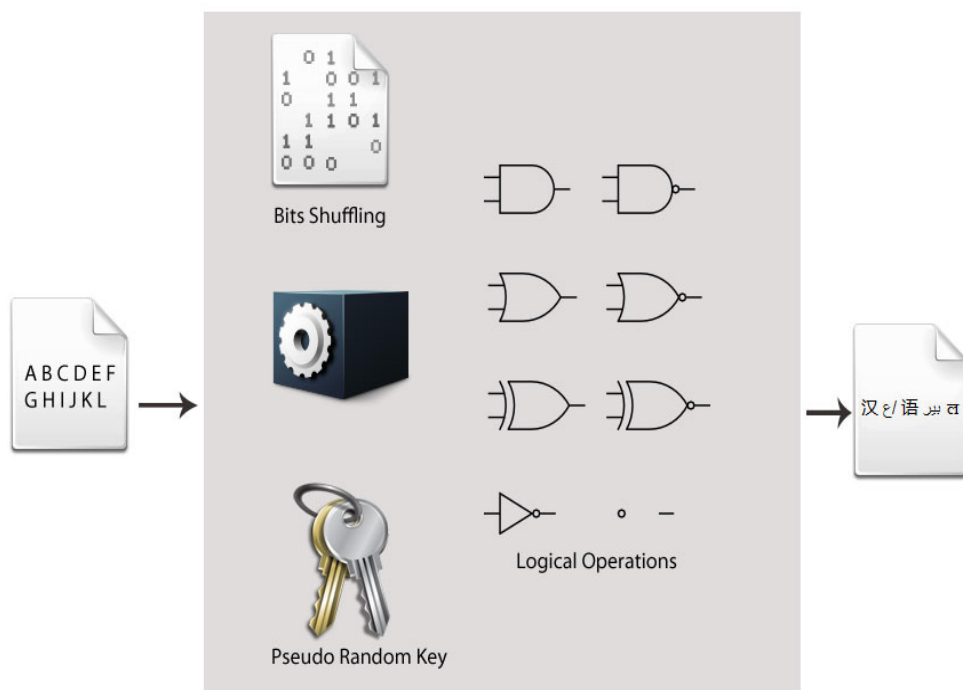 0 1
1 0 0 1
0 1 1
1 1 0 1
1 1 0
0 0 0
Bits Shuffling
ABCDEF
GHIJKL
Pseudo Random Key
Logical Operations
汉 ع/ 语